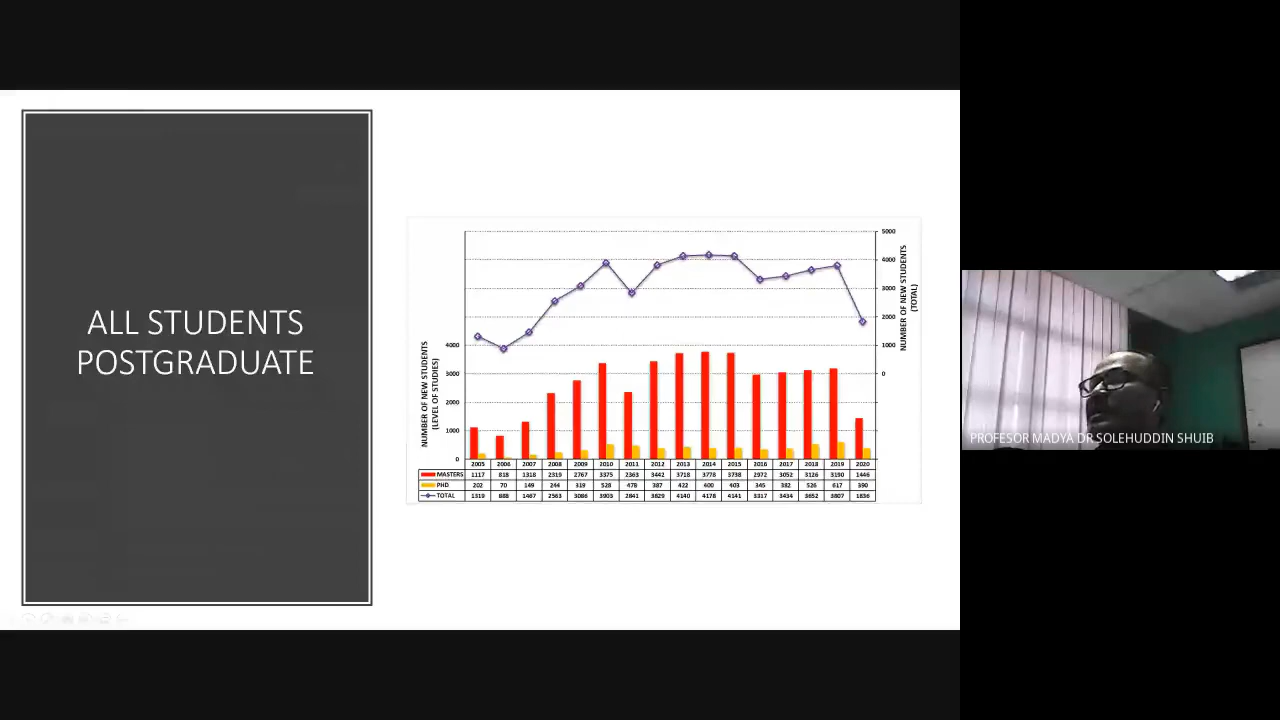 ALL STUDENTS
POSTGRADUATE
5000
4000
3000
2000
1000
0
NUMBER OF NEW STUDENTS
(TOTAL)
NUMBER OF NEW STUDENTS
(LEVEL OF STUDIES)
4000
3000
2000
1000
0
2005 2006 2007 2008 2009 2010 2011 2012 2013 2014 2015 2016 2017 2018 2019 2020
MASTERS 1117 818 1318 2319 2767 3375 2363 3442 3718 3778 3738 2972 3052 3126 3190 1446
PHD 202 70 149 244 319 528 478 387 422 400 403 345 382 526 617 390
TOTAL 1319 888 1467 2563 3086 3903 2841 3829 4140 4178 4141 3317 3434 3652 3807 1836
PROFESOR MADYA DR SOLEHUDDIN SHUIB